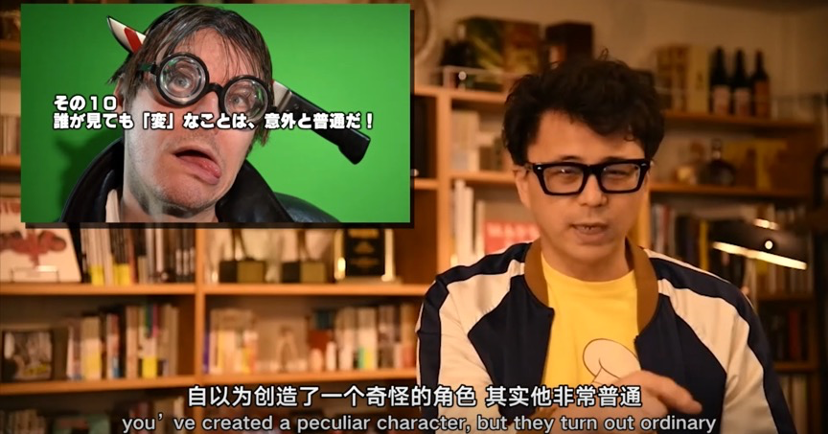 その１０
誰が見ても「変」なことは、意外と普通だ！
自以为创造了一个奇怪的角色 其实他非常普通
you've created a peculiar character, but they turn out ordinary